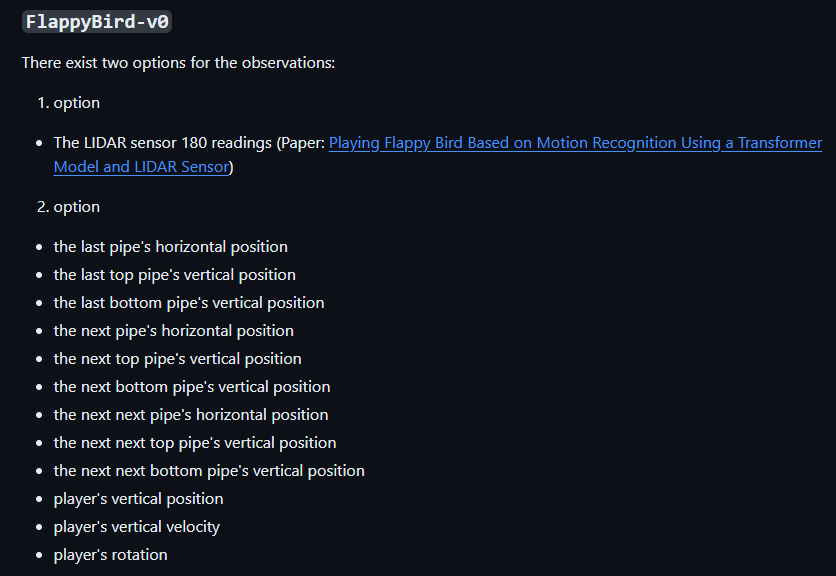 FlappyBird-v0
There exist two options for the observations:
1. option
• The LIDAR sensor 180 readings (Paper: Playing Flappy Bird Based on Motion Recognition Using a Transformer
Model and LIDAR Sensor)
2. option
• the last pipe's horizontal position
• the last top pipe's vertical position
• the last bottom pipe's vertical position
• the next pipe's horizontal position
• the next top pipe's vertical position
• the next bottom pipe's vertical position
• the next next pipe's horizontal position
• the next next top pipe's vertical position
• the next next bottom pipe's vertical position
• player's vertical position
• player's vertical velocity
• player's rotation